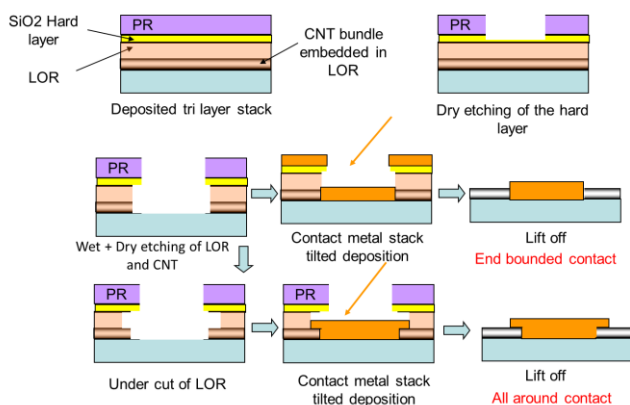 SiO2 Hard
layer
LOR
PR
CNT bundle
embedded in
LOR
Deposited tri layer stack
PR
Dry etching of the hard
layer
PR
Wet + Dry etching of LOR
and CNT
Contact metal stack
tilted deposition
Lift off
End bounded contact
PR
Under cut of LOR
PR
Contact metal stack
tilted deposition
Lift off
All around contact